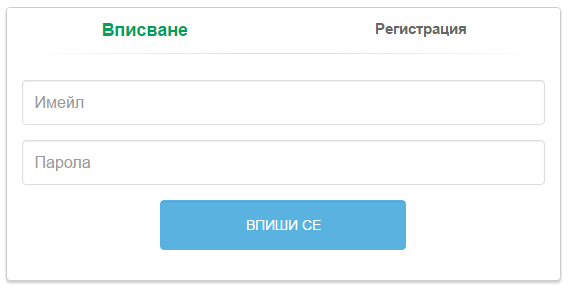 Вписване
Регистрация
Имейл
Парола
ВПИШИ СЕ